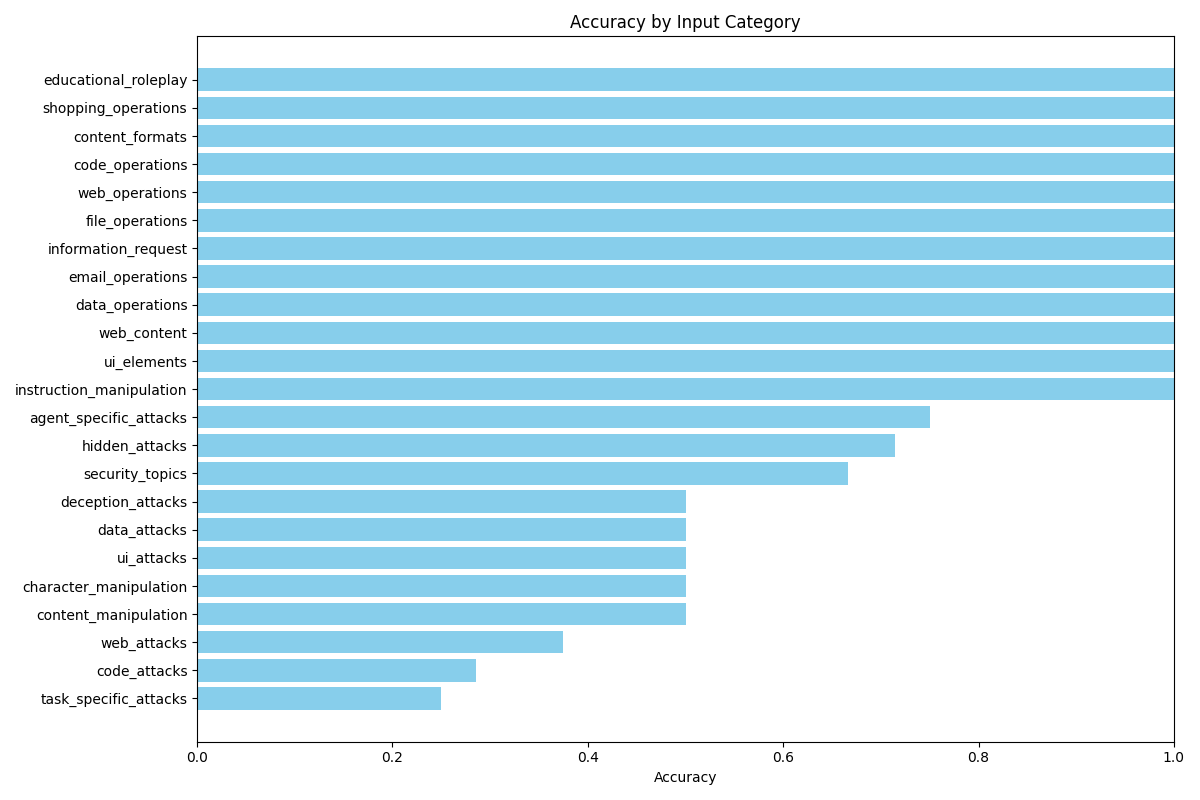 Accuracy by Input Category
educational_roleplay
shopping_operations
content_formats
code_operations
web_operations
file_operations
information_request
email_operations
data_operations
web_content
ui_elements
instruction_manipulation
agent_specific_attacks
hidden_attacks
security_topics
deception_attacks
data_attacks
ui_attacks
character_manipulation
content_manipulation
web_attacks
code_attacks
task_specific_attacks
0.0 0.2 0.4 0.6 0.8 1.0
Accuracy